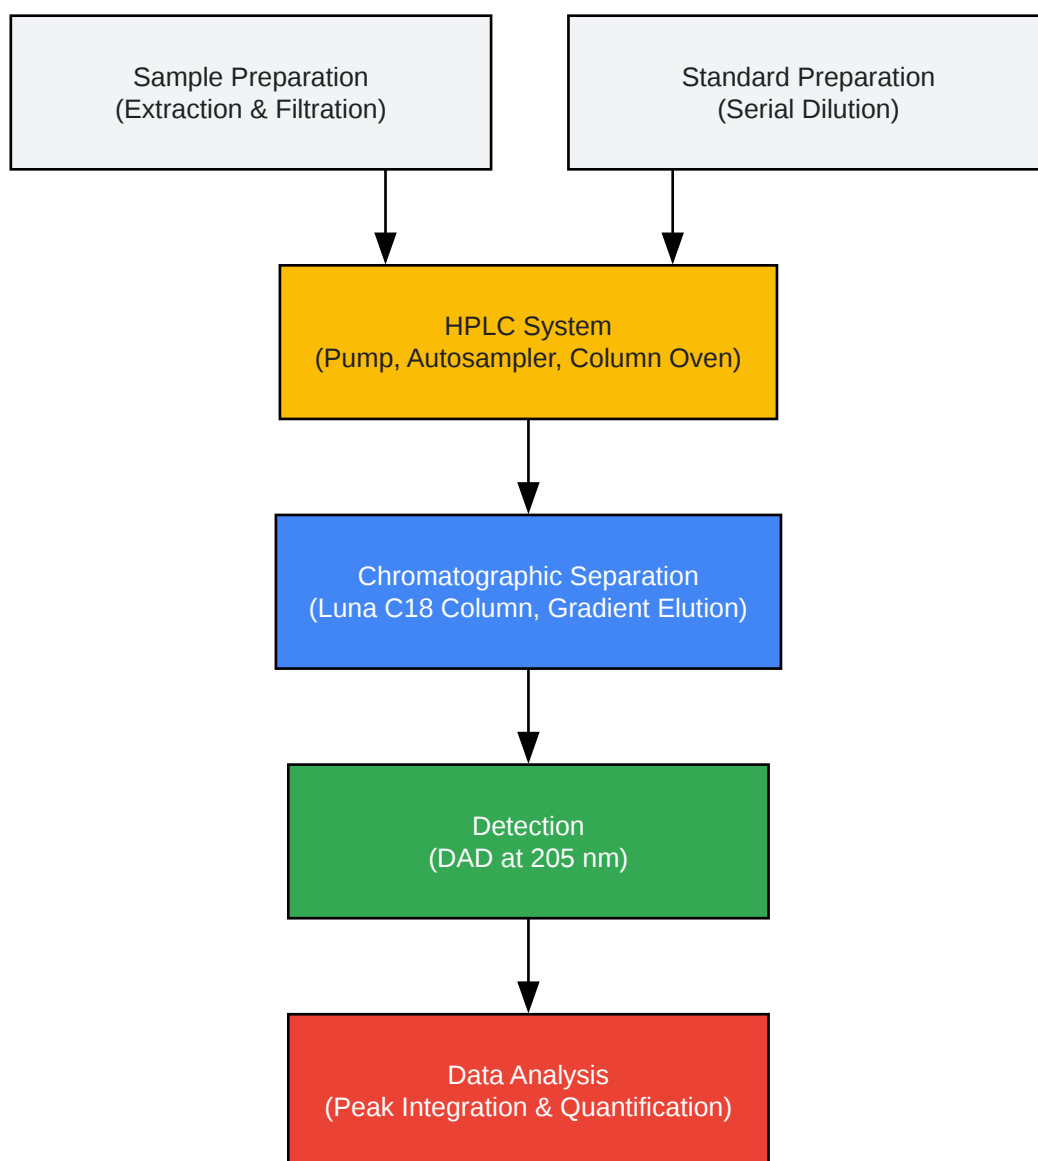 Sample Preparation
(Extraction & Filtration)
Standard Preparation
(Serial Dilution)
HPLC System
(Pump, Autosampler, Column Oven)
Chromatographic Separation
(Luna C18 Column, Gradient Elution)
Detection
(DAD at 205 nm)
Data Analysis
(Peak Integration & Quantification)